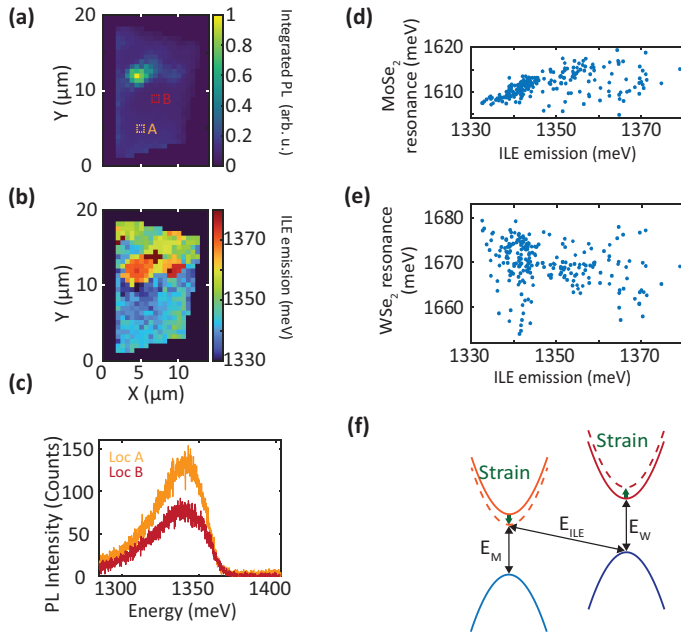 (a)
20
Y (μm)
0
B
A
1
0.8
0.6
0.4
0.2
0
Integrated PL
(arb. u.)
(b)
20
10
0
Y (μm)
0
5
10
X (μm)
1370
1350
1330
ILE emission
(meV)
(c)
150
100
50
0
PL Intensity (Counts)
Loc A
Loc B
1300
1350
1400
Energy (meV)
(d)
1620
1610
MoSe2
resonance (meV)
1330
1350
1370
ILE emission (meV)
(e)
1680
1670
1660
WSe2 resonance
(meV)
1330
1350
1370
ILE emission (meV)
(f)
Strain
Strain
EILE
EM
EW